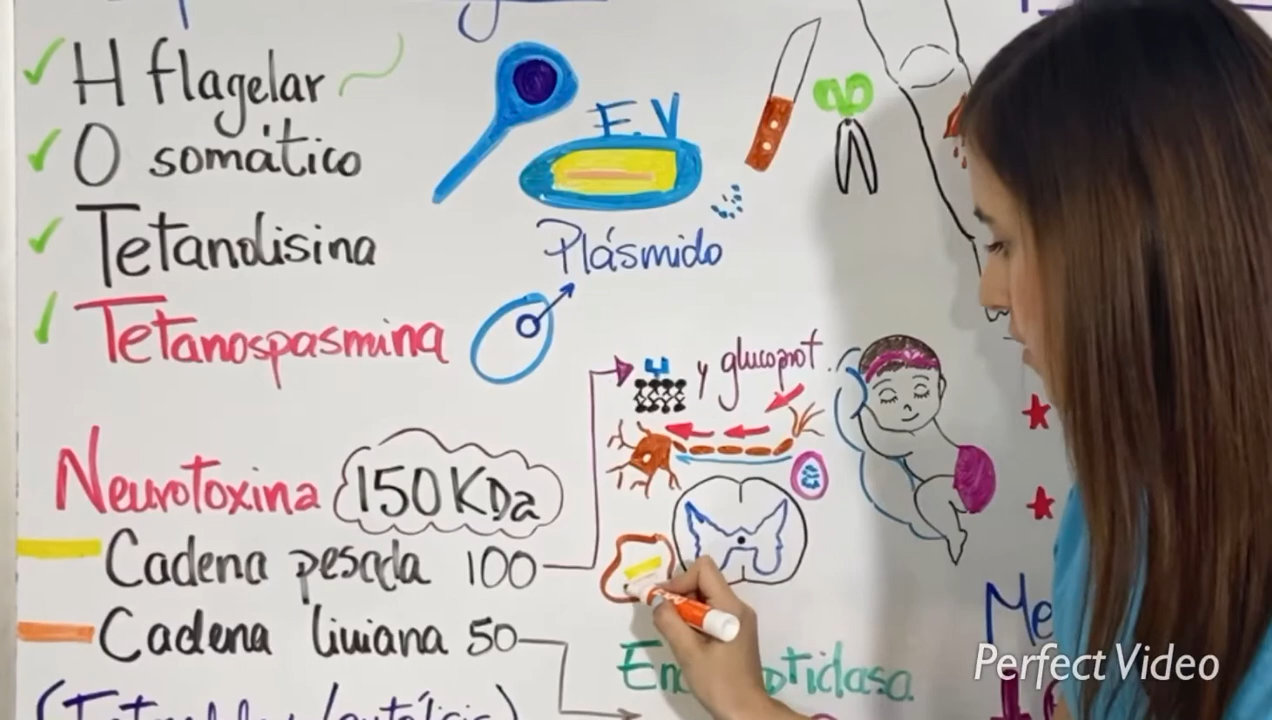 H flagelar
O somático
Tetanolisina
Tetanospasmina
E.V
Plásmido
y glucoprot.
Neurotoxina 150 KDa
Cadena pesada 100
Cadena liviana 50
Perfect Video